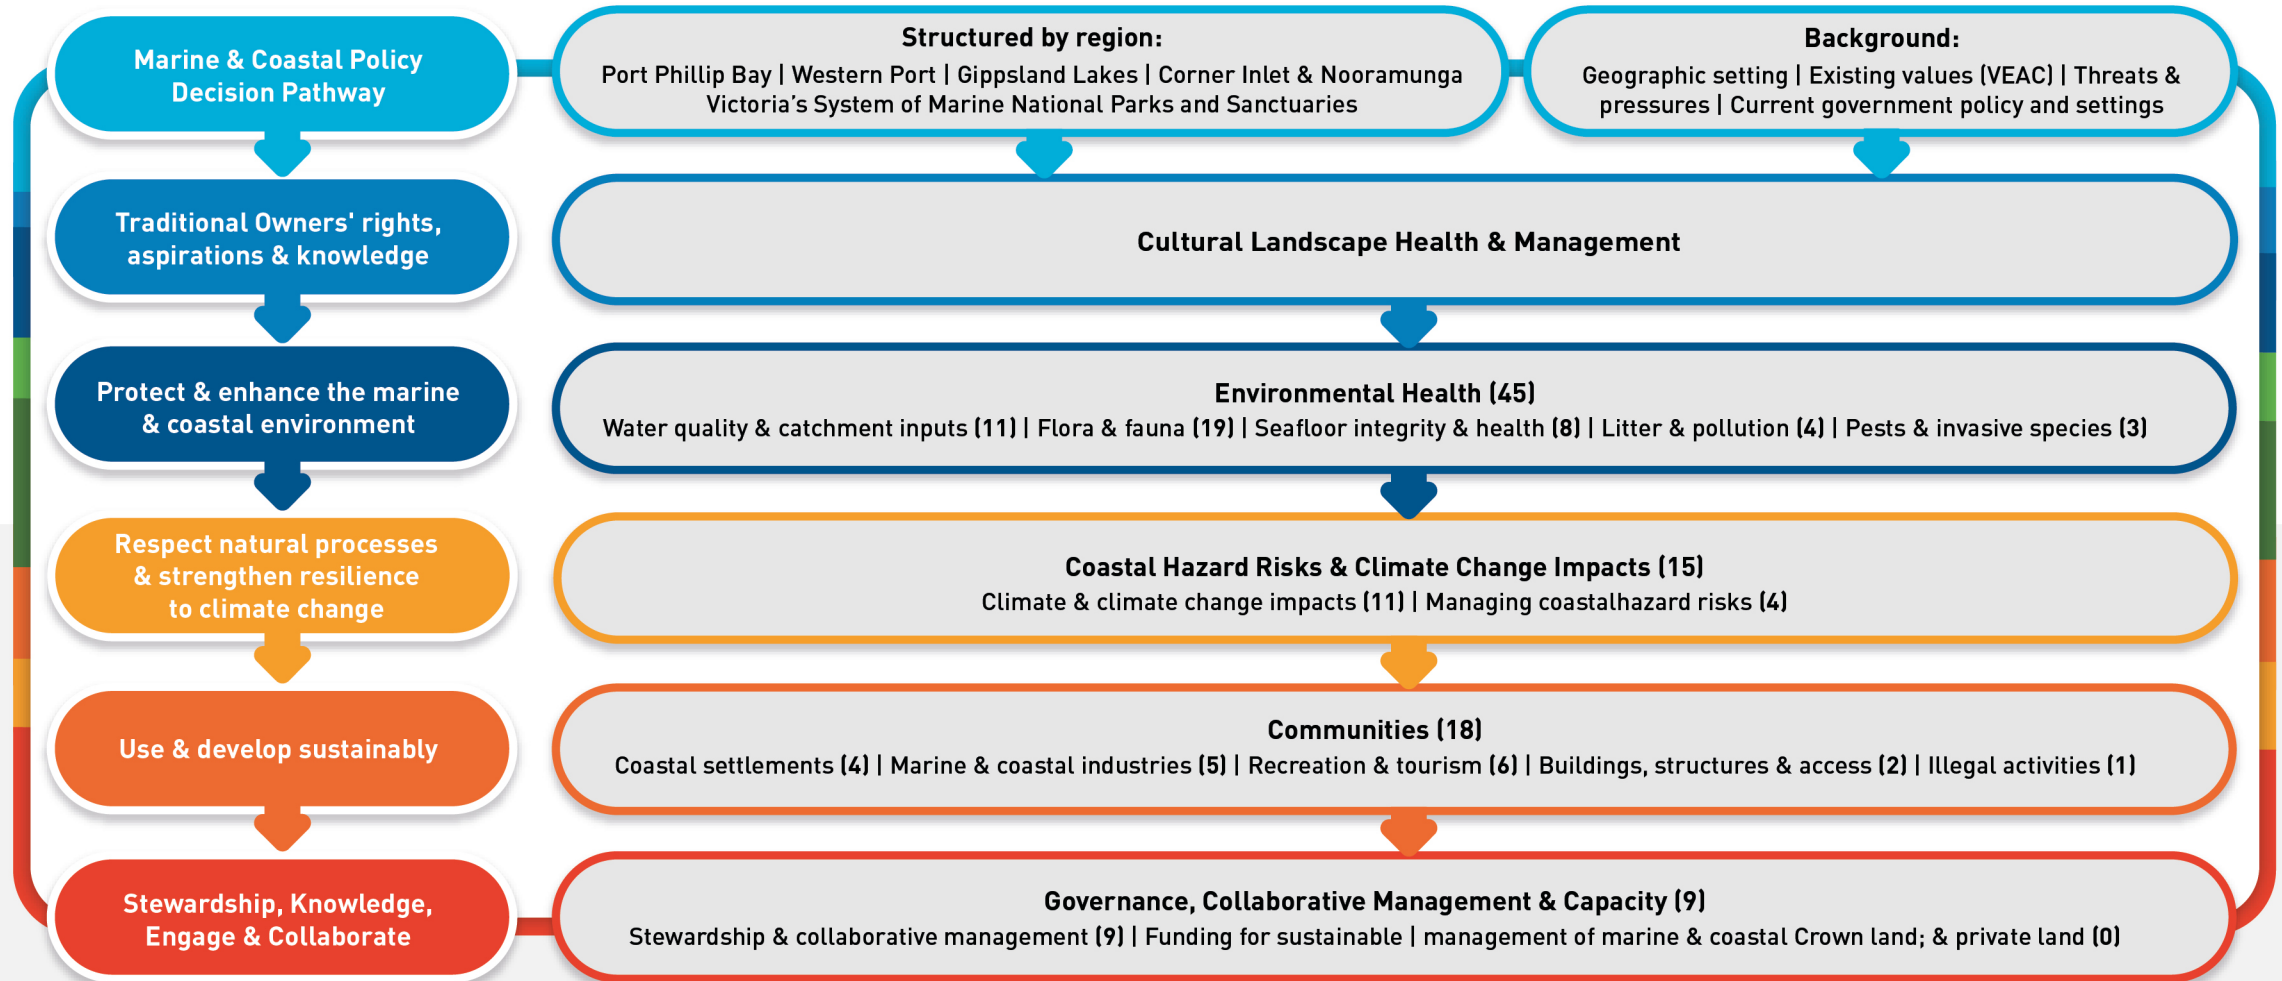 Marine & Coastal Policy
Decision Pathway
Structured by region:
Port Phillip Bay | Western Port | Gippsland Lakes | Corner Inlet & Nooramunga
Victoria's System of Marine National Parks and Sanctuaries
Background:
Geographic setting | Existing values (VEAC) | Threats &
pressures | Current government policy and settings
Traditional Owners' rights,
aspirations & knowledge
Cultural Landscape Health & Management
Protect & enhance the marine
& coastal environment
Environmental Health (45)
Water quality & catchment inputs (11) | Flora & fauna (19) | Seafloor integrity & health (8) | Litter & pollution (4) | Pests & invasive species (3)
Respect natural processes
& strengthen resilience
to climate change
Coastal Hazard Risks & Climate Change Impacts (15)
Climate & climate change impacts (11) | Managing coastalhazard risks (4)
Use & develop sustainably
Communities (18)
Coastal settlements (4) | Marine & coastal industries (5) | Recreation & tourism (6) | Buildings, structures & access (2) | Illegal activities (1)
Stewardship, Knowledge,
Engage & Collaborate
Governance, Collaborative Management & Capacity (9)
Stewardship & collaborative management (9) | Funding for sustainable | management of marine & coastal Crown land; & private land (0)